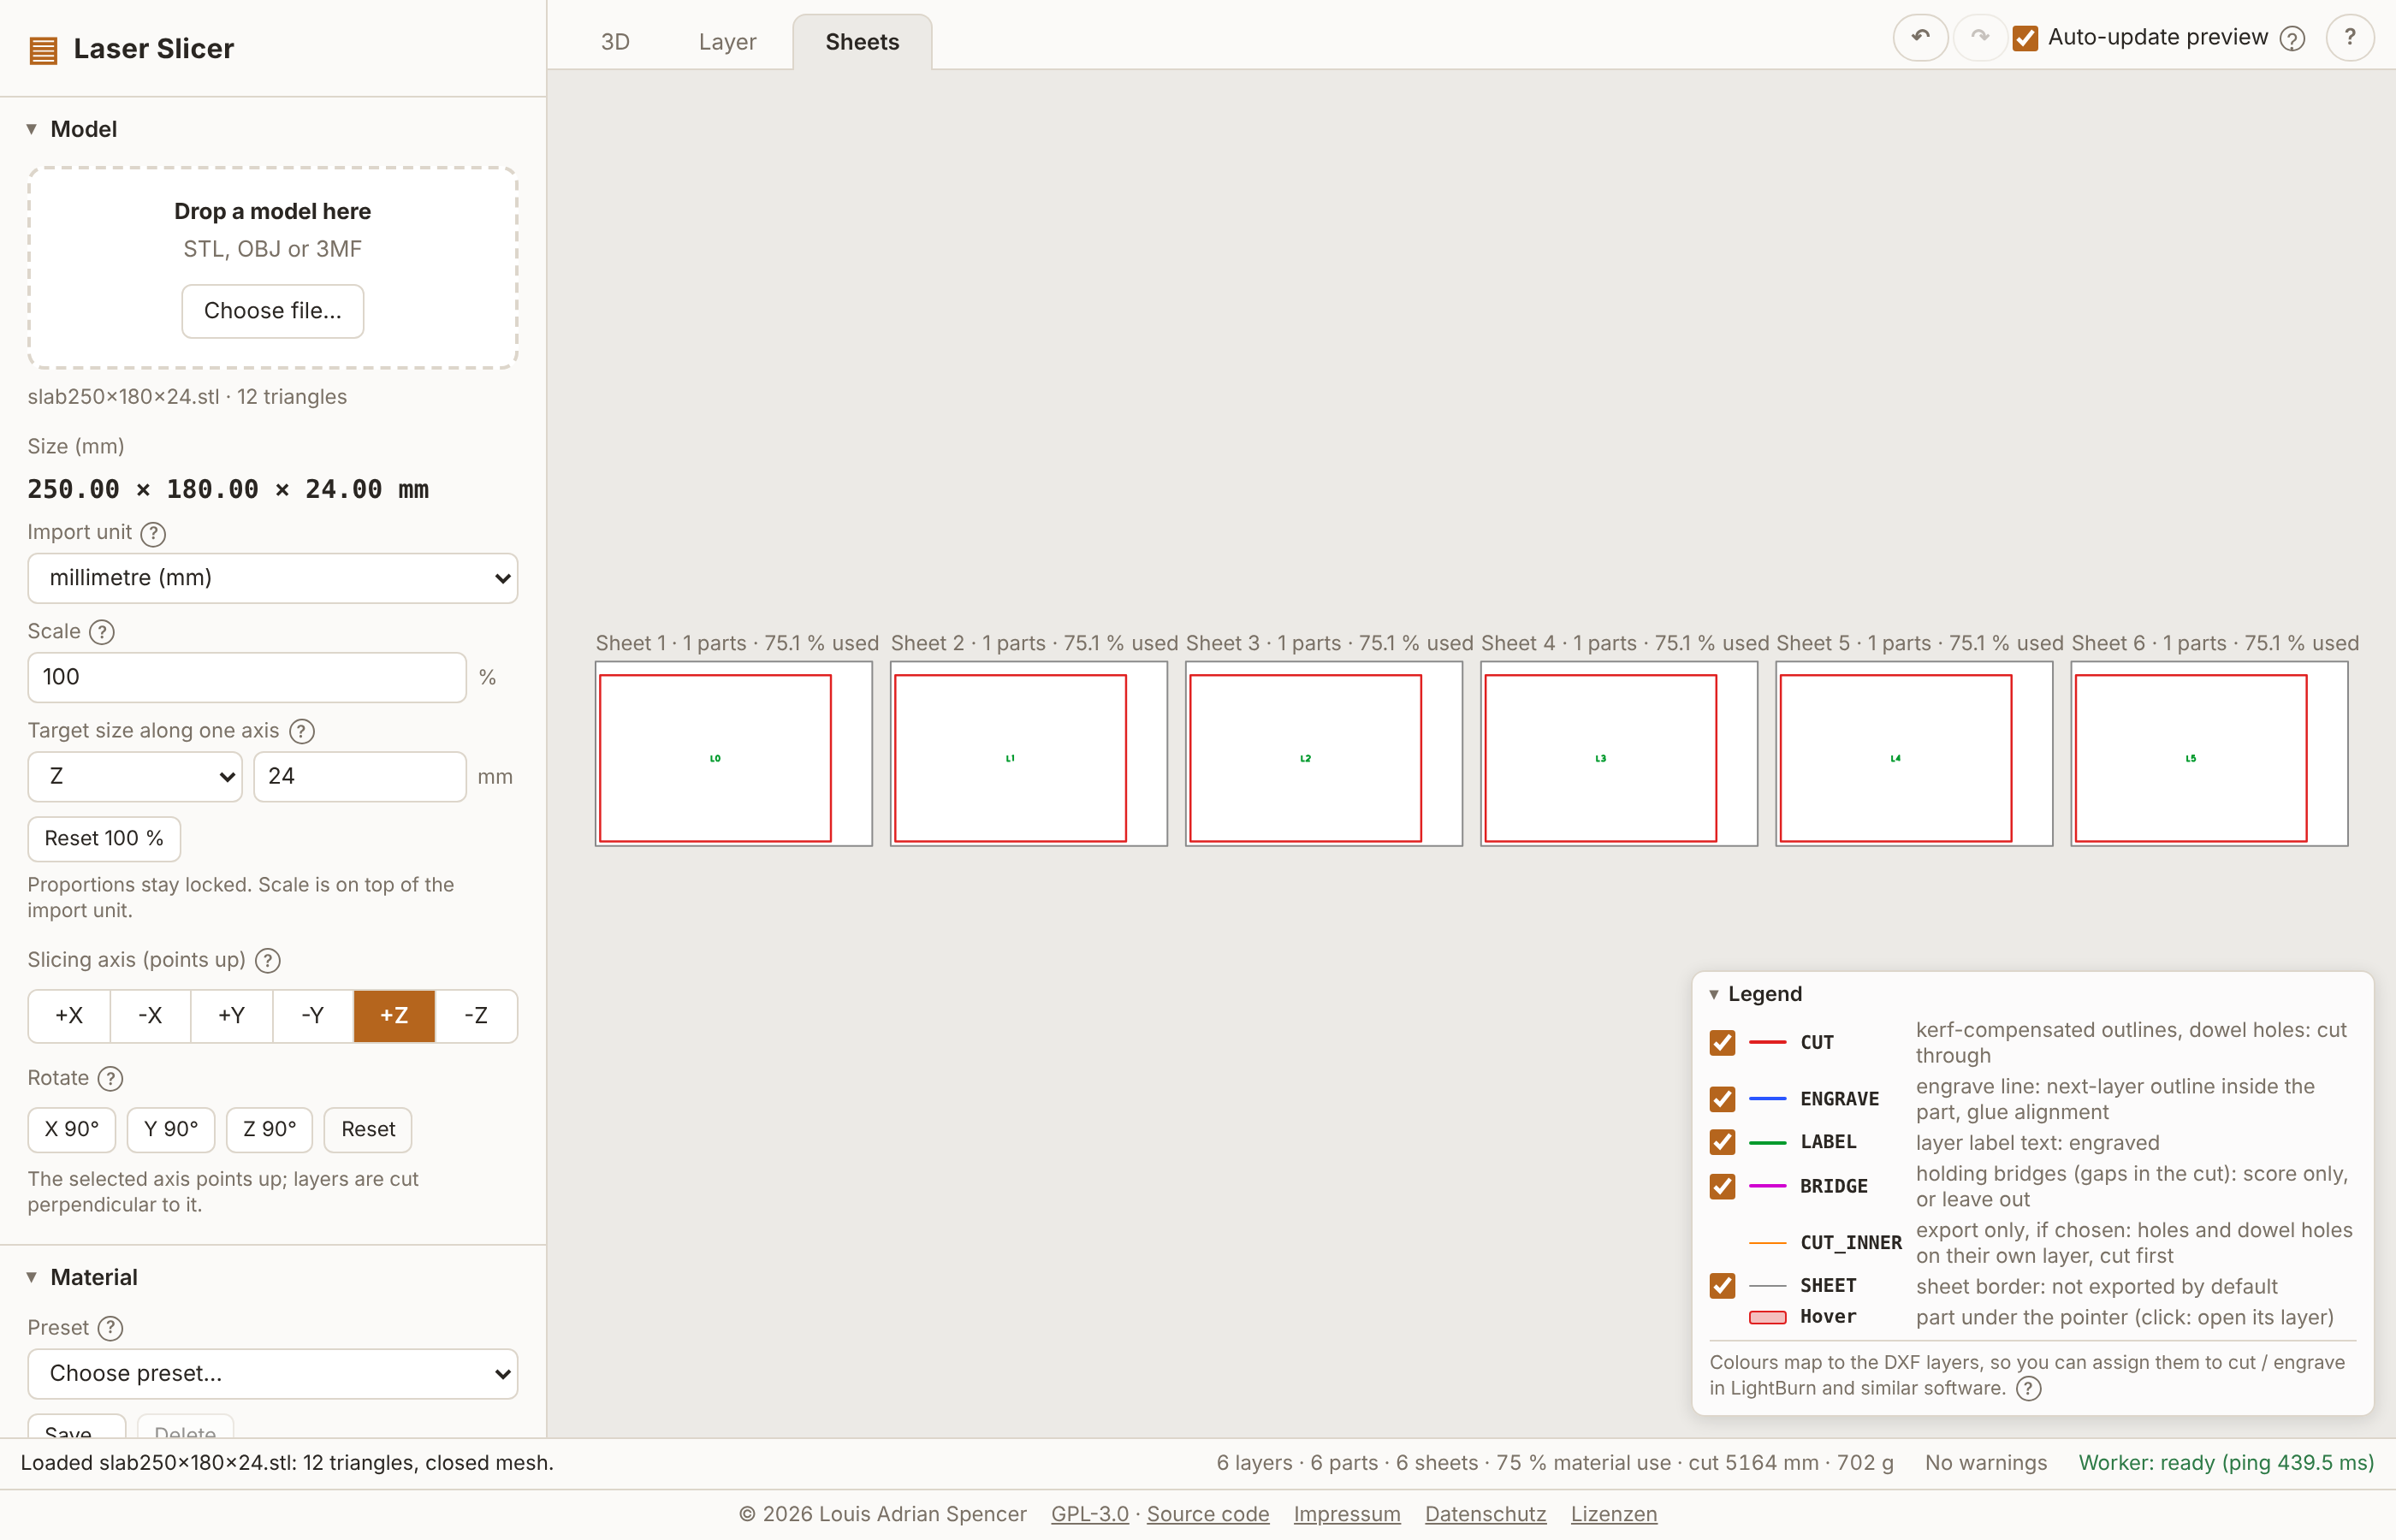 Laser Slicer
3D
Layer
Sheets
↶
↷
Auto-update preview ?
?
▼ Model
Drop a model here
STL, OBJ or 3MF
Choose file...
slab250×180×24.stl · 12 triangles
Size (mm)
250.00 × 180.00 × 24.00 mm
Import unit ?
millimetre (mm)
Scale ?
100 %
Target size along one axis ?
Z 24 mm
Reset 100 %
Proportions stay locked. Scale is on top of the
import unit.
Slicing axis (points up) ?
+X -X +Y -Y +Z -Z
Rotate ?
X 90° Y 90° Z 90° Reset
The selected axis points up; layers are cut
perpendicular to it.
▼ Material
Preset ?
Choose preset...
Save... Delete
Sheet 1 · 1 parts · 75.1 % used
Sheet 2 · 1 parts · 75.1 % used
Sheet 3 · 1 parts · 75.1 % used
Sheet 4 · 1 parts · 75.1 % used
Sheet 5 · 1 parts · 75.1 % used
Sheet 6 · 1 parts · 75.1 % used
L0
L1
L2
L3
L4
L5
▼ Legend
CUT kerf-compensated outlines, dowel holes: cut
through
ENGRAVE engrave line: next-layer outline inside the
part, glue alignment
LABEL layer label text: engraved
BRIDGE holding bridges (gaps in the cut): score only,
or leave out
CUT_INNER export only, if chosen: holes and dowel holes
on their own layer, cut first
SHEET sheet border: not exported by default
Hover part under the pointer (click: open its layer)
Colours map to the DXF layers, so you can assign them to cut / engrave
in LightBurn and similar software. ?
Loaded slab250×180×24.stl: 12 triangles, closed mesh.
6 layers · 6 parts · 6 sheets · 75 % material use · cut 5164 mm · 702 g
No warnings
Worker: ready (ping 439.5 ms)
© 2026 Louis Adrian Spencer GPL-3.0 · Source code Impressum Datenschutz Lizenzen